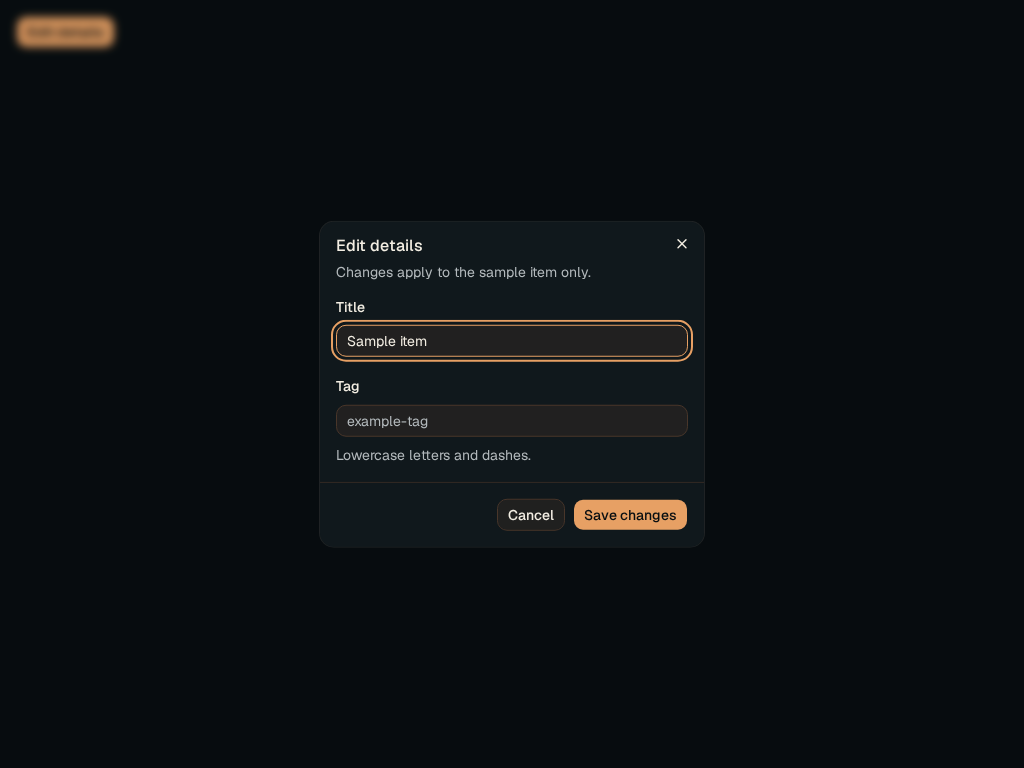 Edit details
Changes apply to the sample item only.
Title
Sample item
Tag
example-tag
Lowercase letters and dashes.
Cancel
Save changes